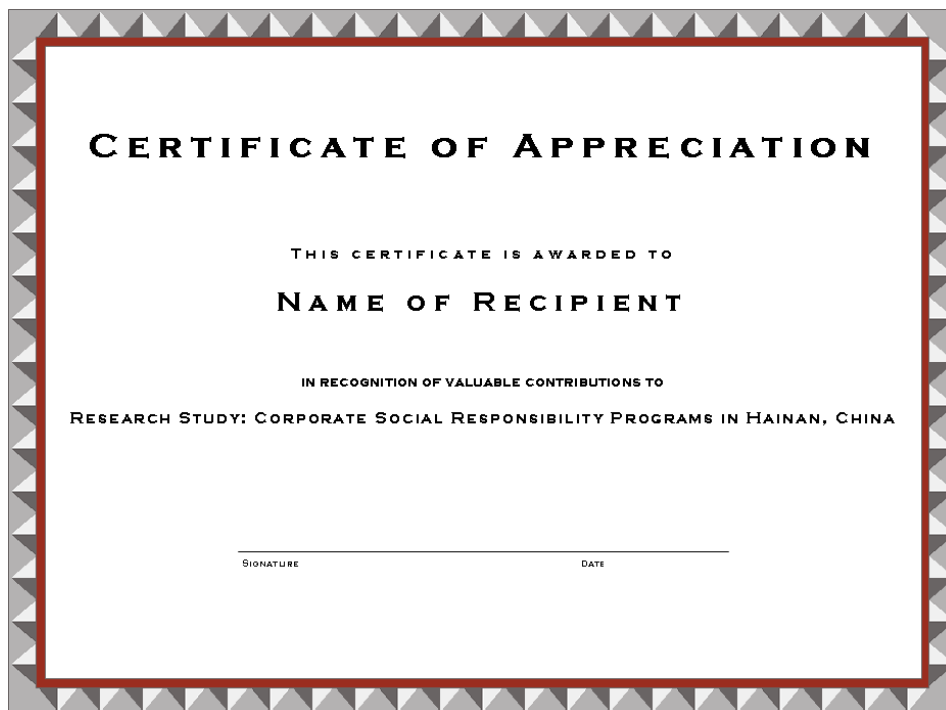 Certificate of Appreciation
This certificate is awarded to
Name of Recipient
in recognition of valuable contributions to
Research Study: Corporate Social Responsibility Programs in Hainan, China
Signature Date